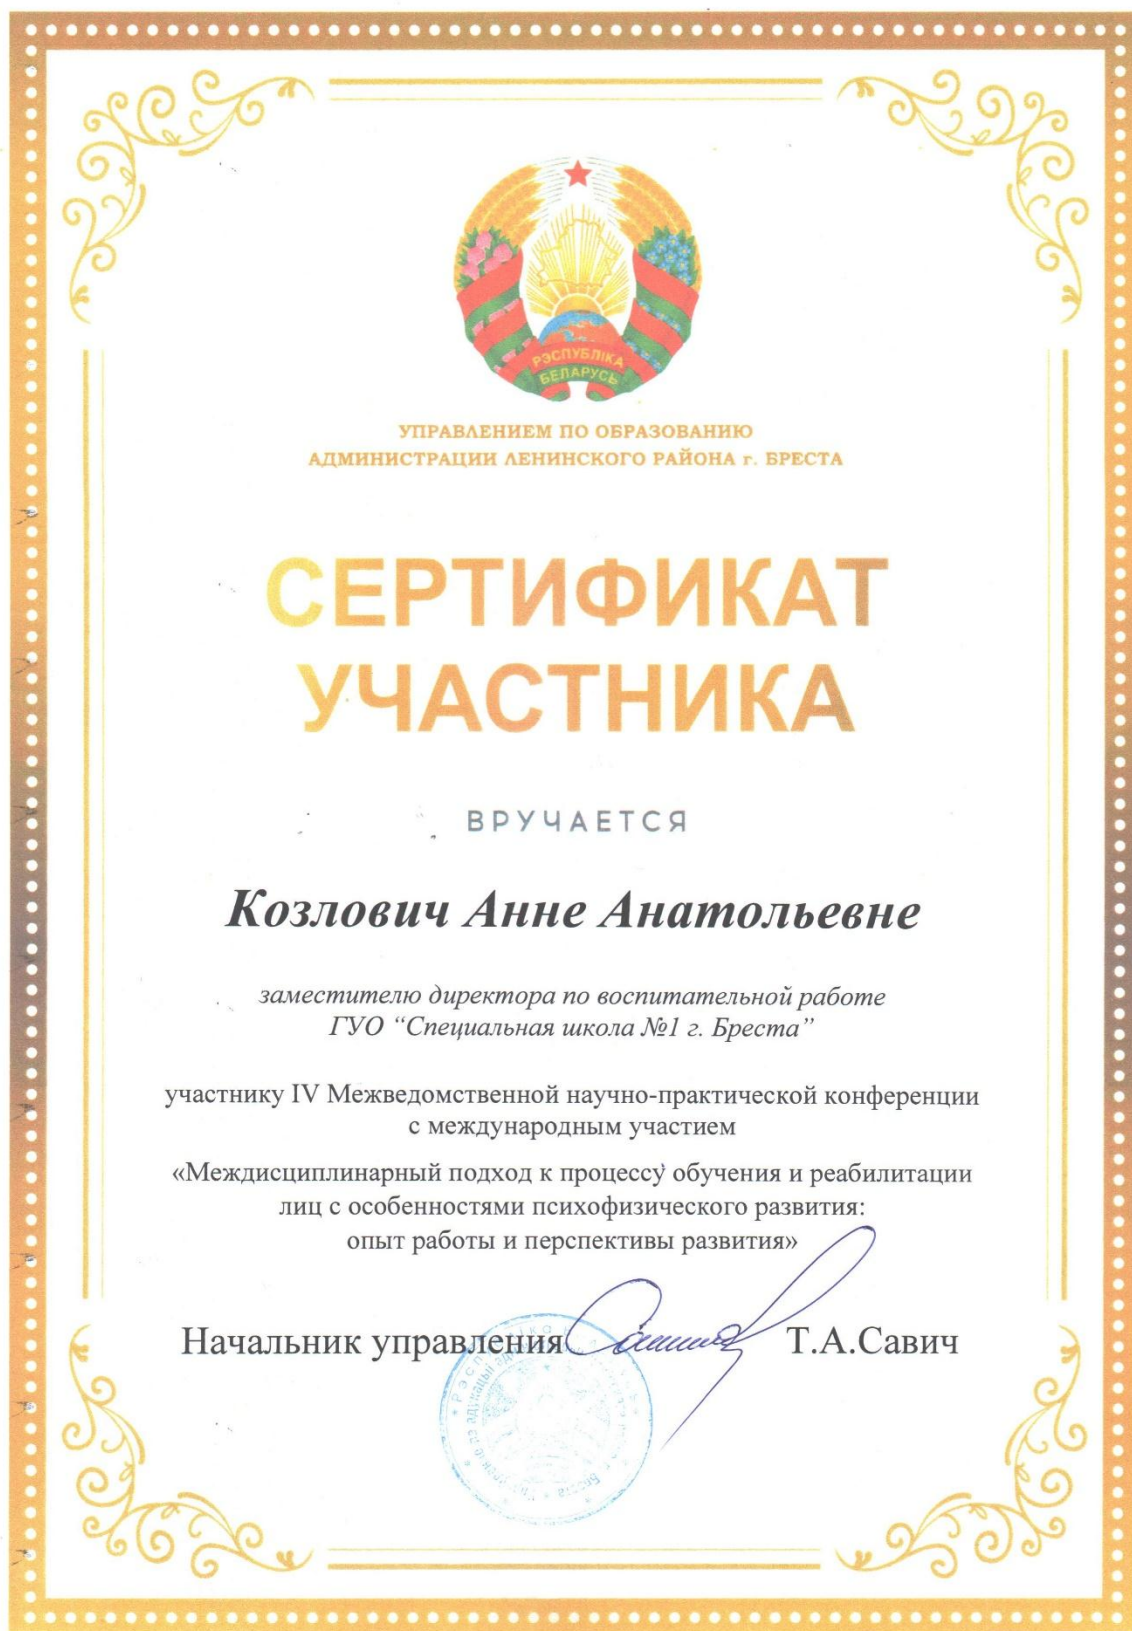 РЭСПУБЛІКА
БЕЛАРУСЬ
УПРАВЛЕНИЕМ ПО ОБРАЗОВАНИЮ
АДМИНИСТРАЦИИ ЛЕНИНСКОГО РАЙОНА г. БРЕСТА
СЕРТИФИКАТ
УЧАСТНИКА
ВРУЧАЕТСЯ
Козлович Анне Анатольевне
заместителю директора по воспитательной работе
ГУО “Специальная школа №1 г. Бреста”
участнику IV Межведомственной научно-практической конференции
с международным участием
«Междисциплинарный подход к процессу обучения и реабилитации
лиц с особенностями психофизического развития:
опыт работы и перспективы развития»
Начальник управления Т.А.Савич